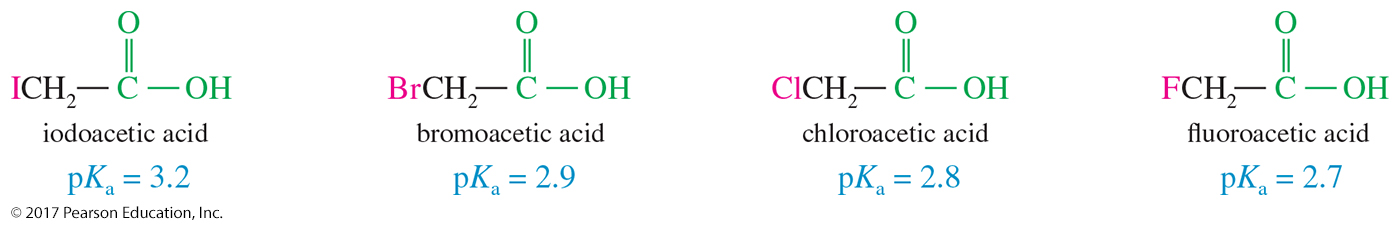 O O O O
ICH₂—C—OH BrCH₂—C—OH ClCH₂—C—OH FCH₂—C—OH
iodoacetic acid bromoacetic acid chloroacetic acid fluoroacetic acid
pKₐ = 3.2 pKₐ = 2.9 pKₐ = 2.8 pKₐ = 2.7
© 2017 Pearson Education, Inc.